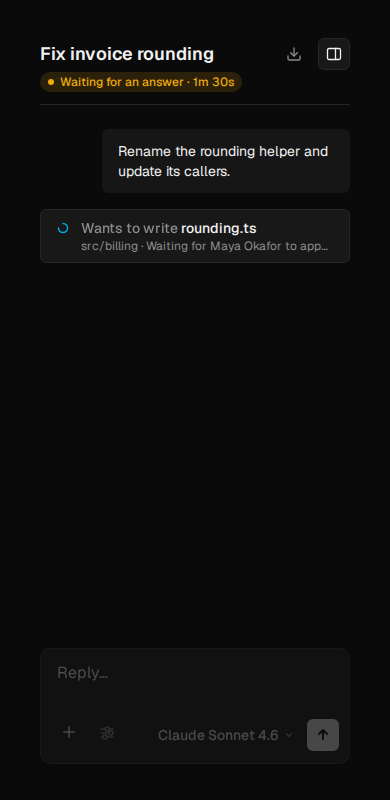 Fix invoice rounding
Waiting for an answer · 1m 30s
Rename the rounding helper and
update its callers.
Wants to write rounding.ts
src/billing · Waiting for Maya Okafor to app…
Reply…
Claude Sonnet 4.6